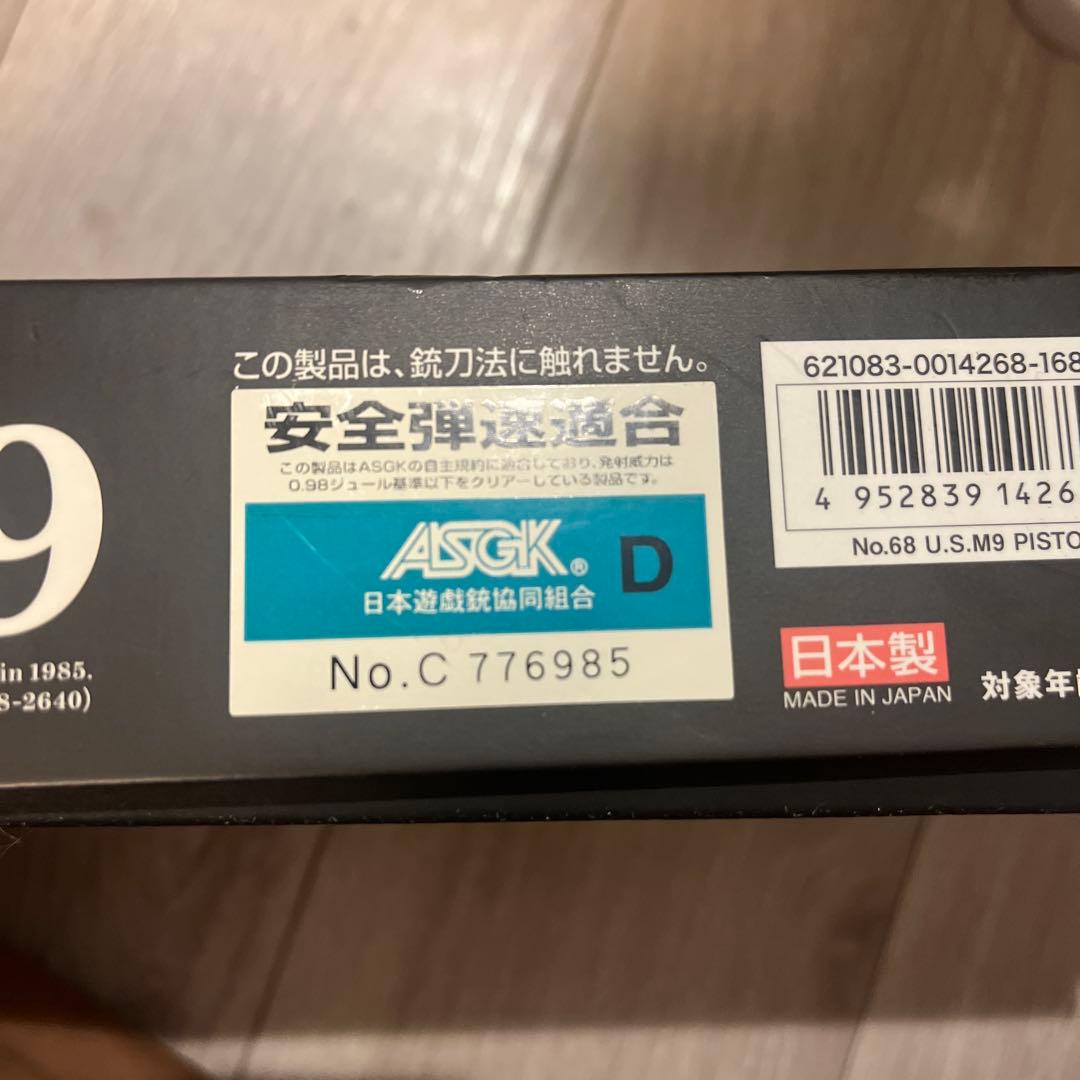 9
in 1985.
8-2640)
この製品は、銃刀法に触れません。
安全弾速適合
この製品はASGKの自主規約に適合しており、発射威力は
0.98ジュール基準以下をクリアーしている製品です。
ASGK® D
日本遊戯銃協同組合
No.C 776985
621083-0014268-168
4 952839 1426
No.68 U.S.M9 PISTO
日本製
MADE IN JAPAN
対象年齢